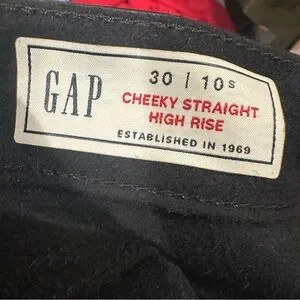 GAP
30 | 10s
CHEEKY STRAIGHT
HIGH RISE
ESTABLISHED IN 1969